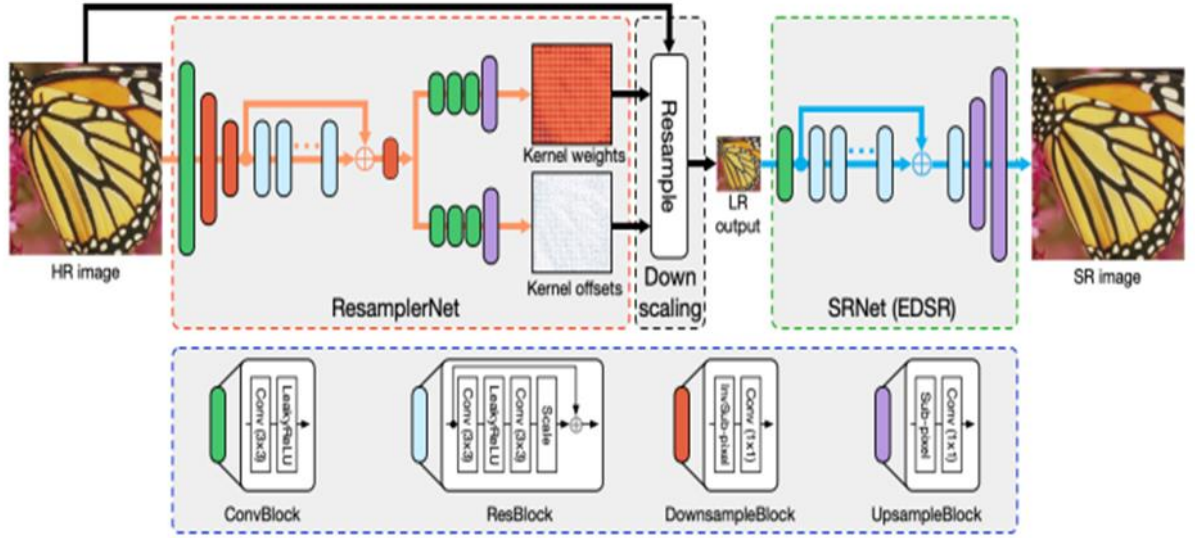 HR image
ResamplerNet
Kernel weights
Kernel offsets
Resample
Down
scaling
LR
output
SRNet (EDSR)
SR image
Conv (3x3)
LeakyReLU
ConvBlock
Conv (3x3)
LeakyReLU
Conv (3x3)
Scale
ResBlock
InvSub-pixel
Conv (1x1)
DownsampleBlock
Sub-pixel
Conv (1x1)
UpsampleBlock